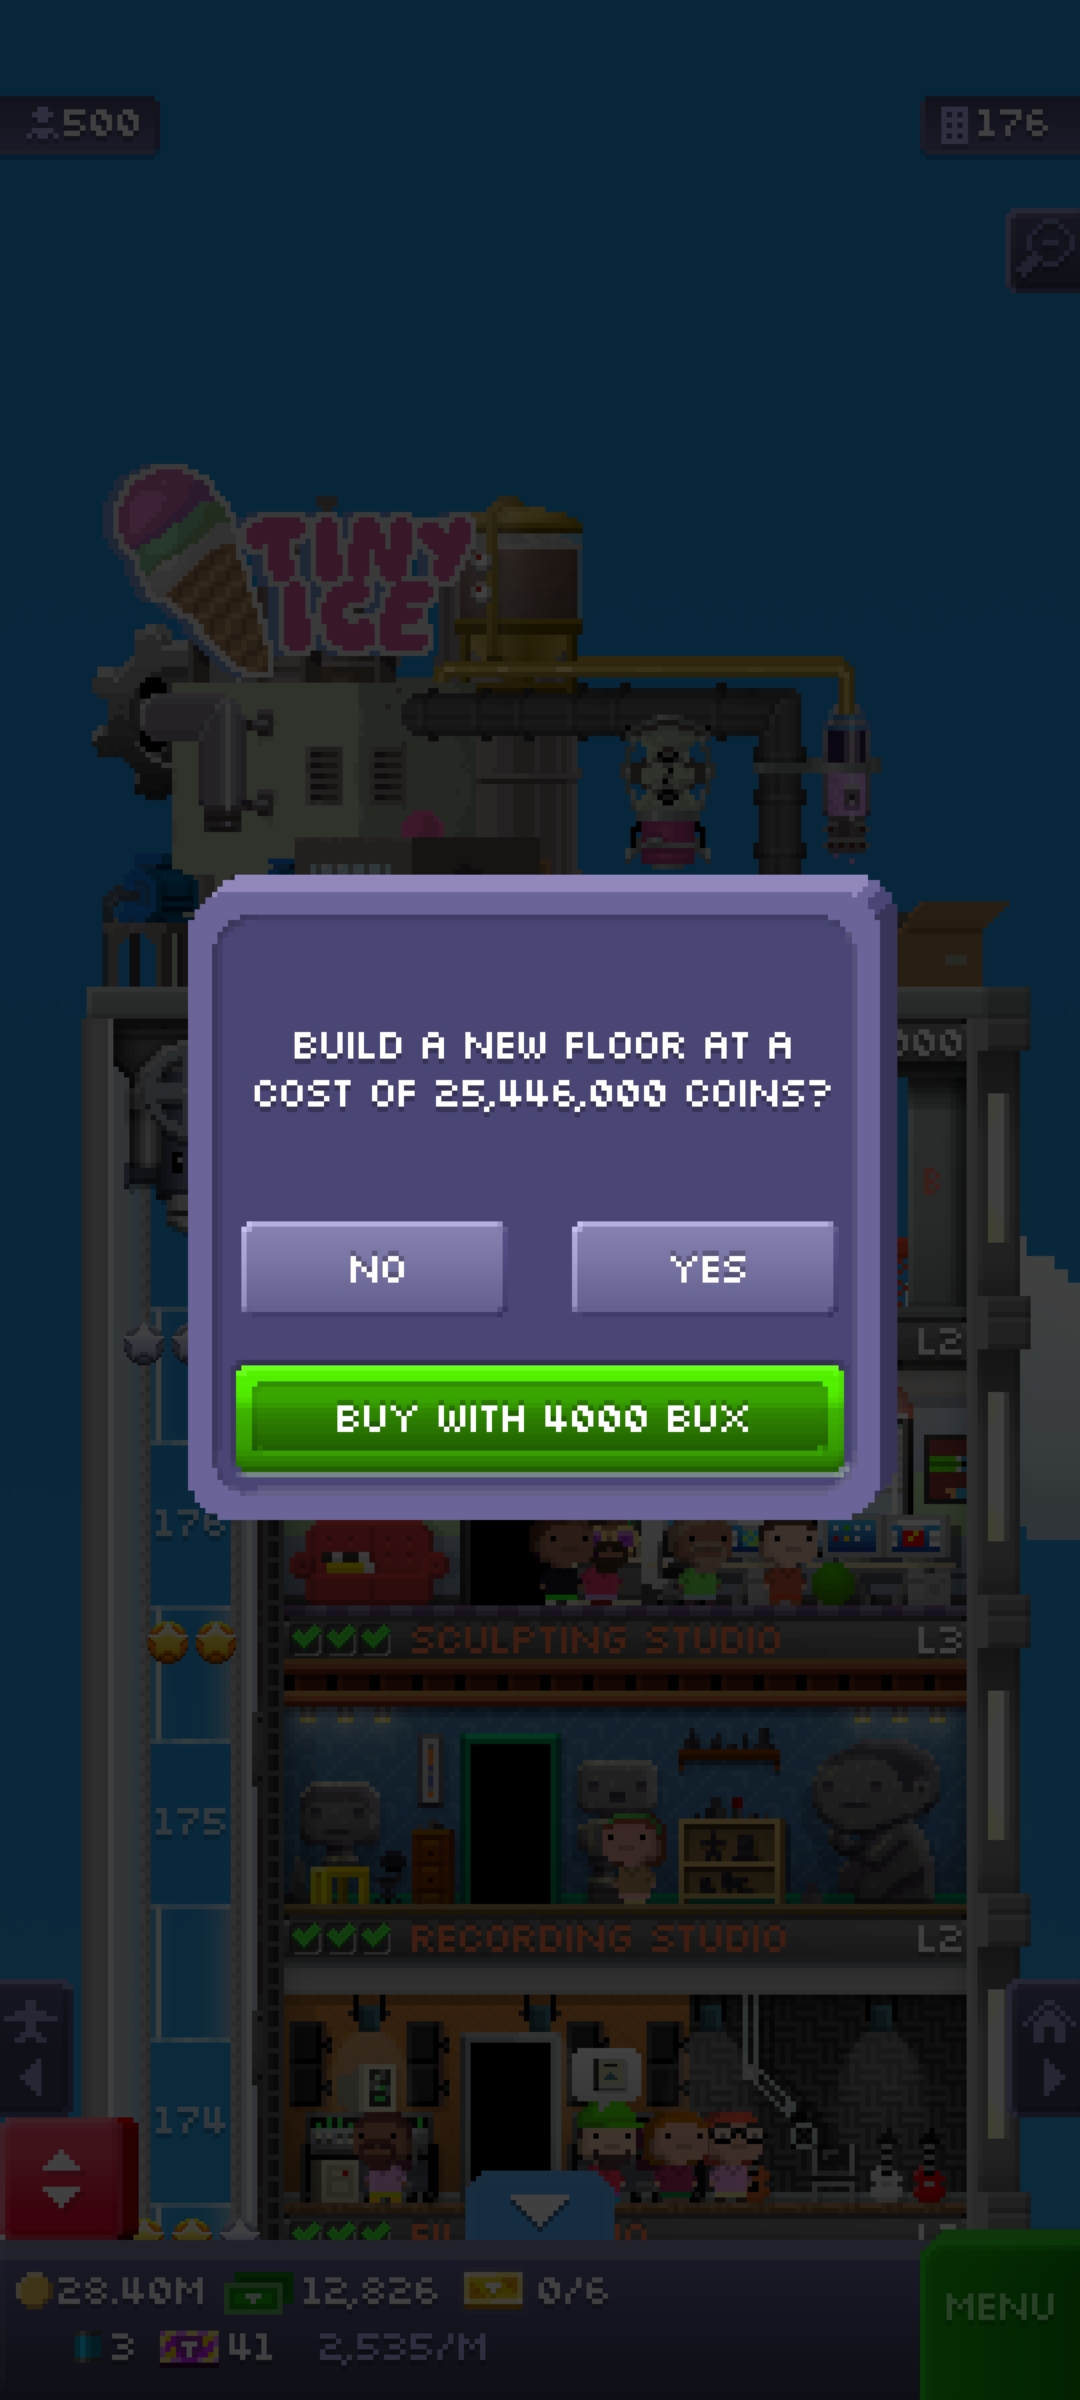 500
176
TINY
ICE
000
BUILD A NEW FLOOR AT A
COST OF 25,446,000 COINS?
NO
YES
L2
BUY WITH 4000 BUX
176
SCULPTING STUDIO
L3
175
RECORDING STUDIO
L2
174
28.40M
12,826
0/6
MENU
3
T
41
2,535/M